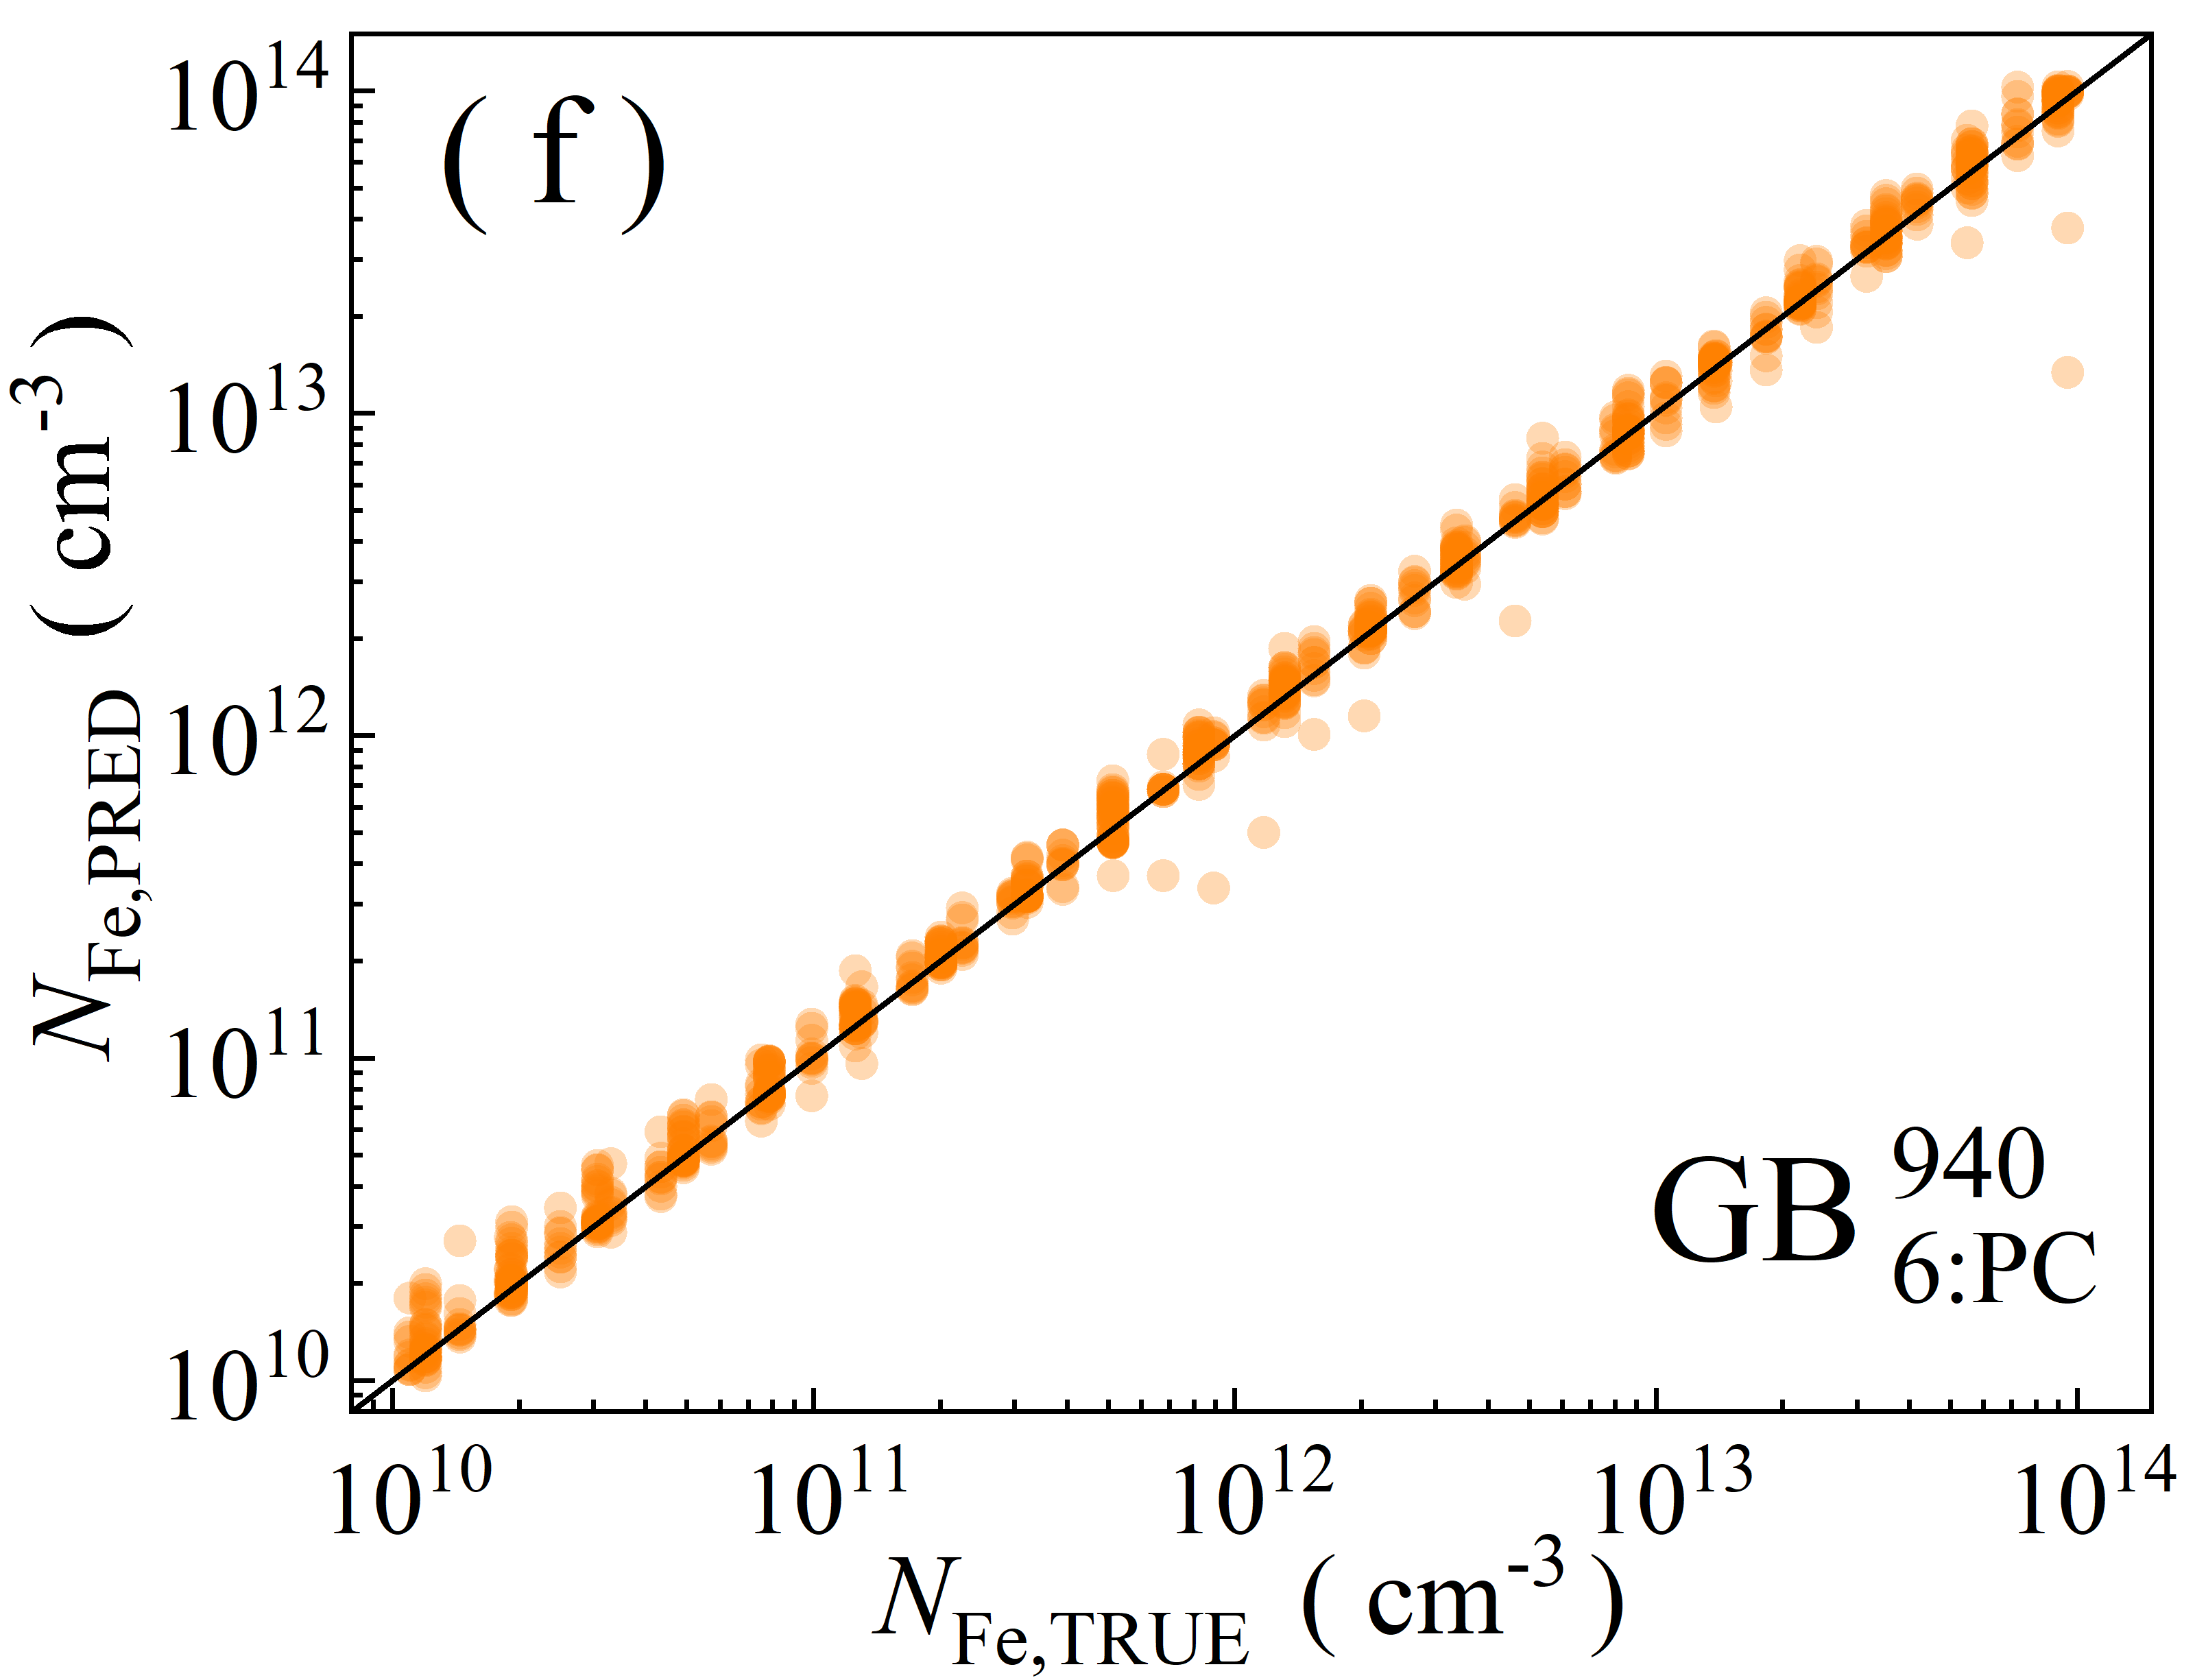 10^14
( f )
10^13
10^12
10^11
10^10
N_Fe,PRED ( cm^-3 )
GB 940
6:PC
10^10 10^11 10^12 10^13 10^14
N_Fe,TRUE ( cm^-3 )